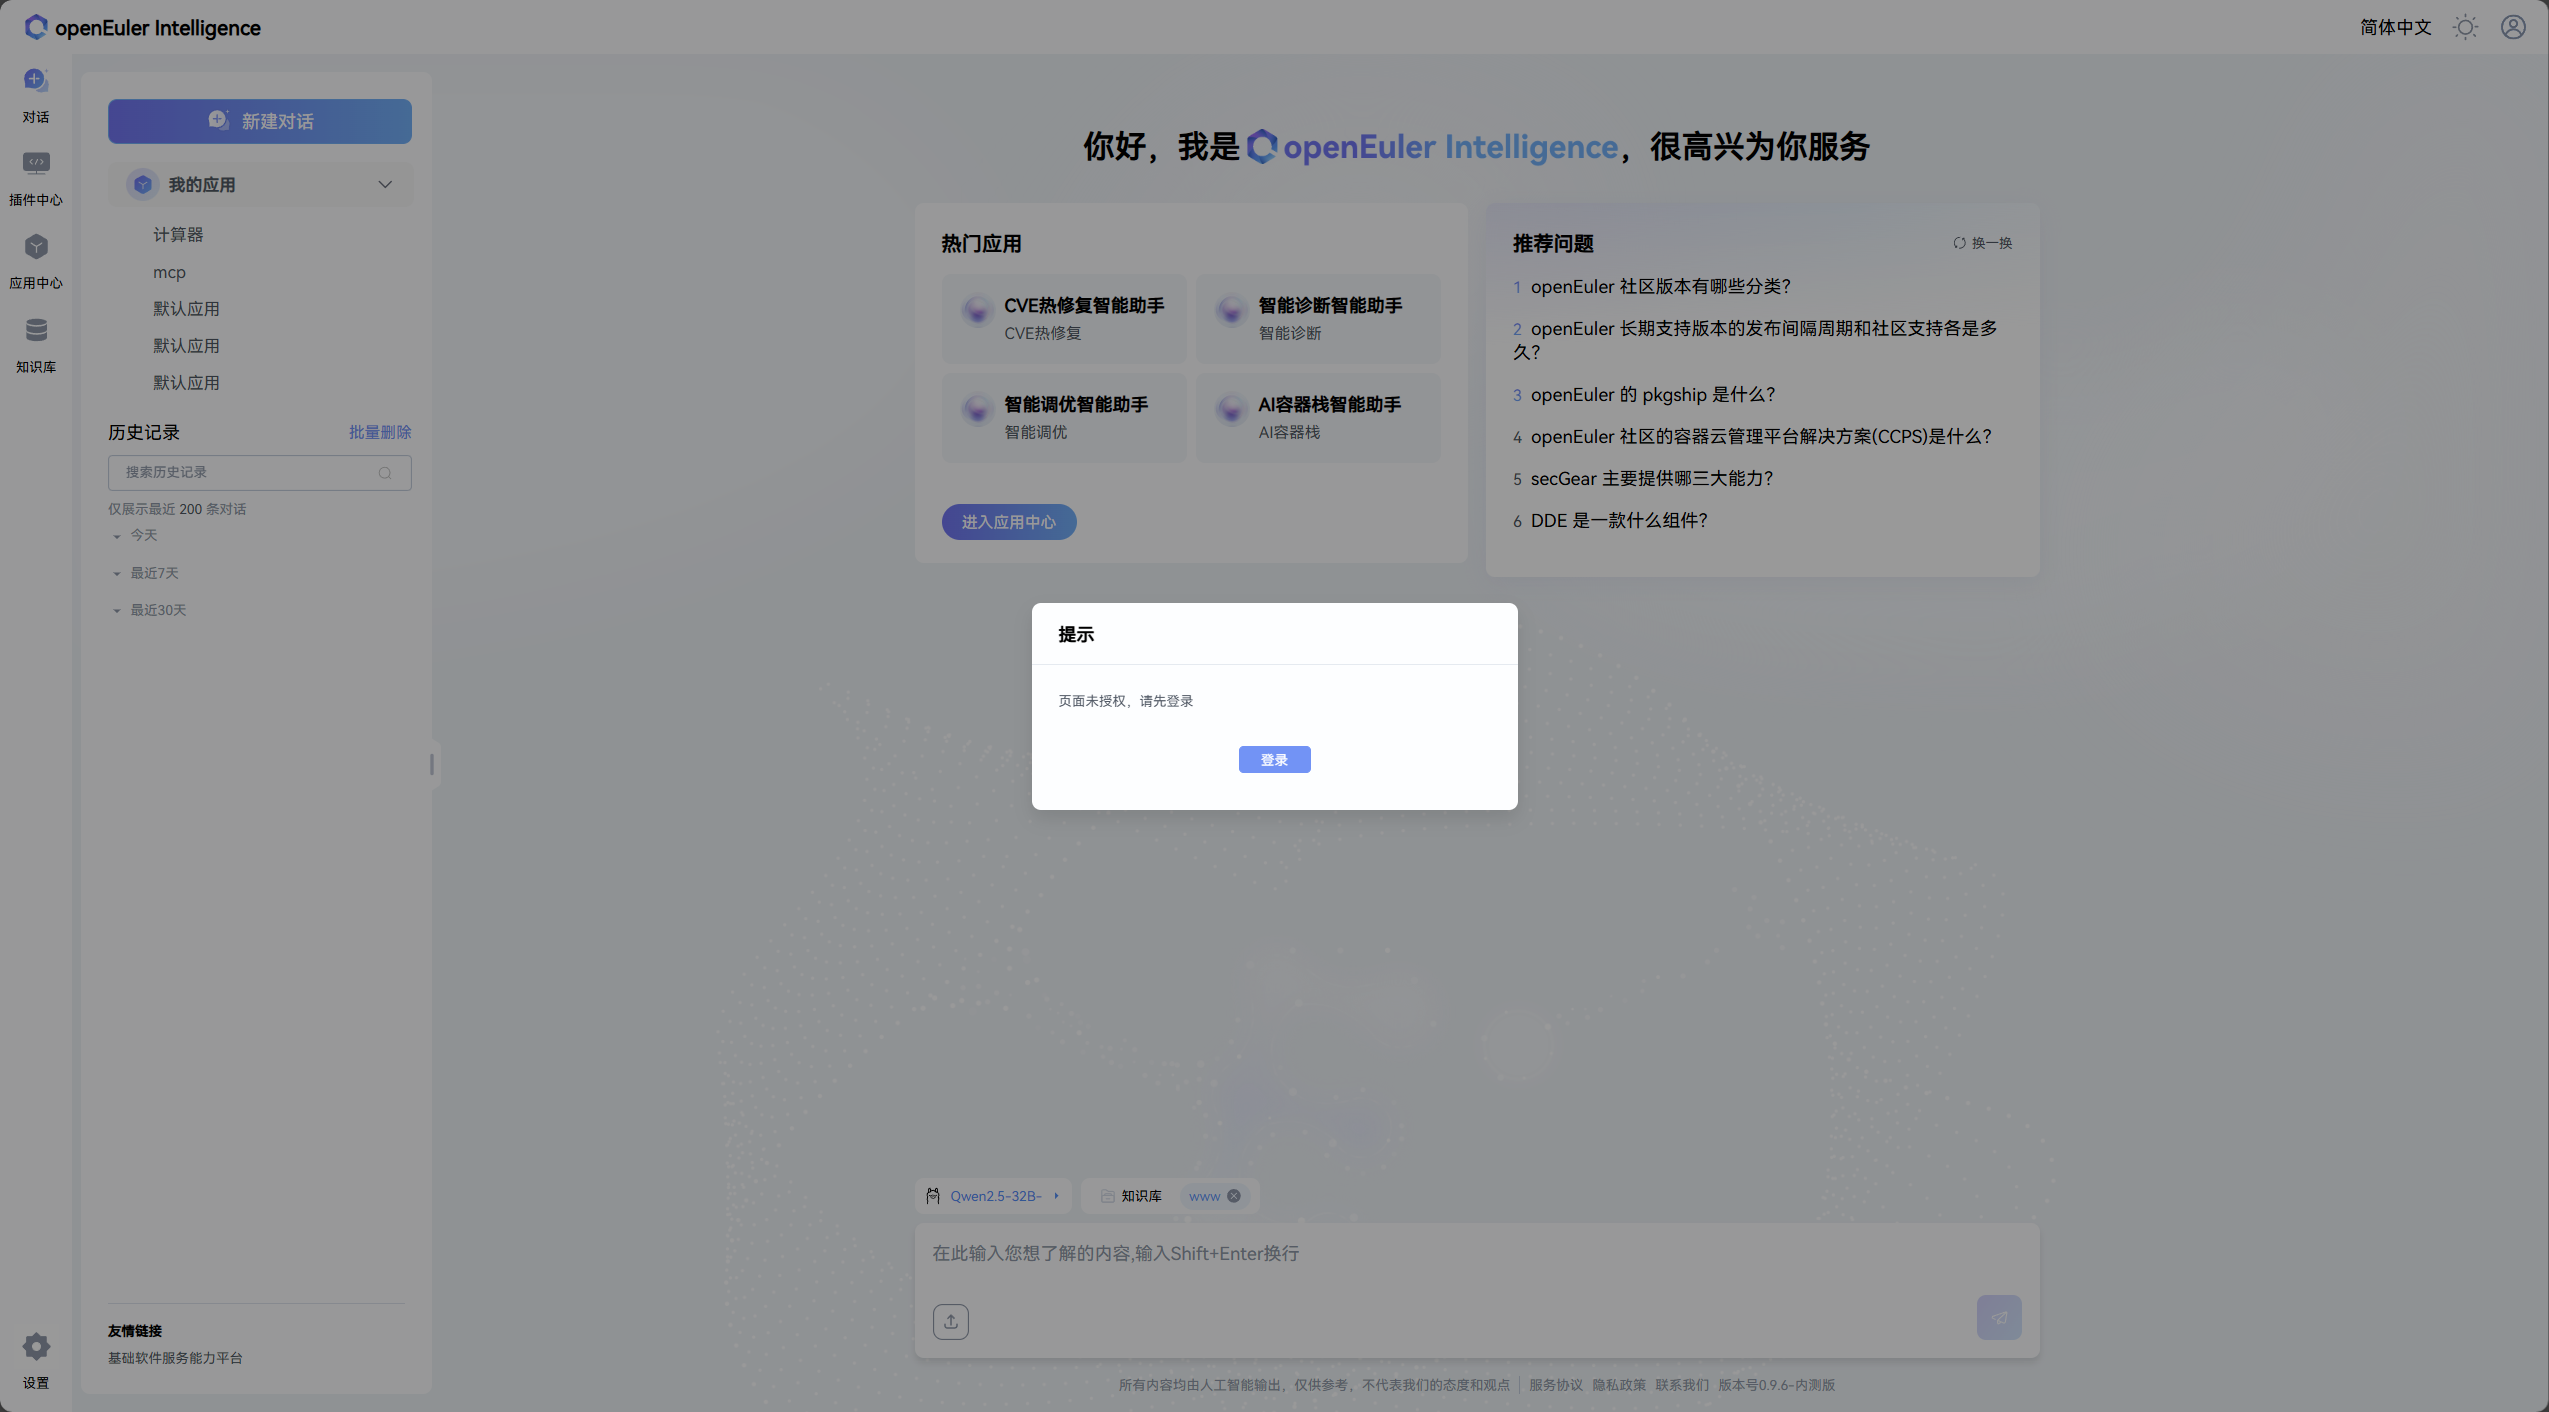 openEuler Intelligence
简体中文
对话
插件中心
应用中心
知识库
设置
新建对话
我的应用
计算器
mcp
默认应用
默认应用
默认应用
历史记录
批量删除
搜索历史记录
仅展示最近 200 条对话
今天
最近7天
最近30天
友情链接
基础软件服务能力平台
你好，我是 openEuler Intelligence，很高兴为你服务
热门应用
CVE热修复智能助手
CVE热修复
智能诊断智能助手
智能诊断
智能调优智能助手
智能调优
AI容器栈智能助手
AI容器栈
进入应用中心
推荐问题
换一换
1 openEuler 社区版本有哪些分类？
2 openEuler 长期支持版本的发布间隔周期和社区支持各是多
久？
3 openEuler 的 pkgship 是什么？
4 openEuler 社区的容器云管理平台解决方案(CCPS)是什么？
5 secGear 主要提供哪三大能力？
6 DDE 是一款什么组件？
提示
页面未授权，请先登录
登录
Qwen2.5-32B-
知识库
www
在此输入您想了解的内容,输入Shift+Enter换行
所有内容均由人工智能输出，仅供参考，不代表我们的态度和观点
服务协议 隐私政策 联系我们 版本号0.9.6-内测版